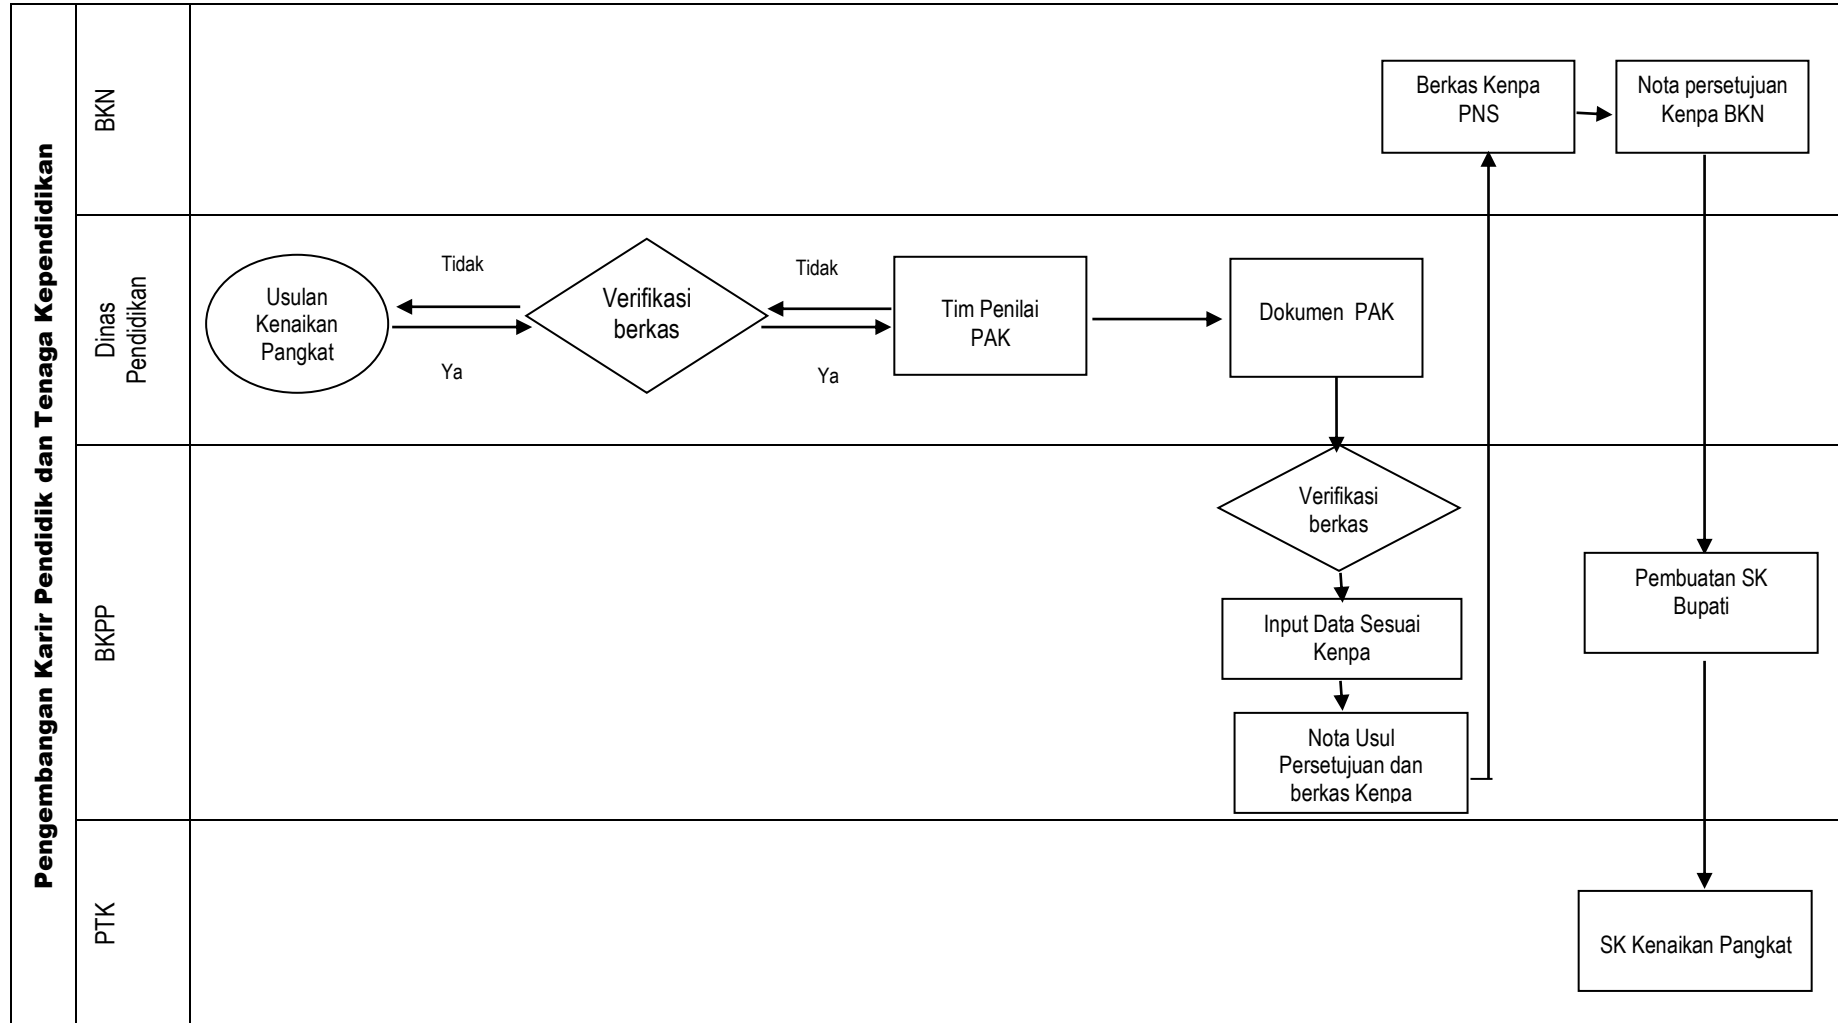 Pengembangan Karir Pendidik dan Tenaga Kependidikan
BKN
Berkas Kenpa
PNS
Nota persetujuan
Kenpa BKN
Dinas
Pendidikan
Usulan
Kenaikan
Pangkat
Tidak
Ya
Verifikasi
berkas
Tidak
Ya
Tim Penilai
PAK
Dokumen PAK
BKPP
Verifikasi
berkas
Input Data Sesuai
Kenpa
Nota Usul
Persetujuan dan
berkas Kenpa
Pembuatan SK
Bupati
PTK
SK Kenaikan Pangkat